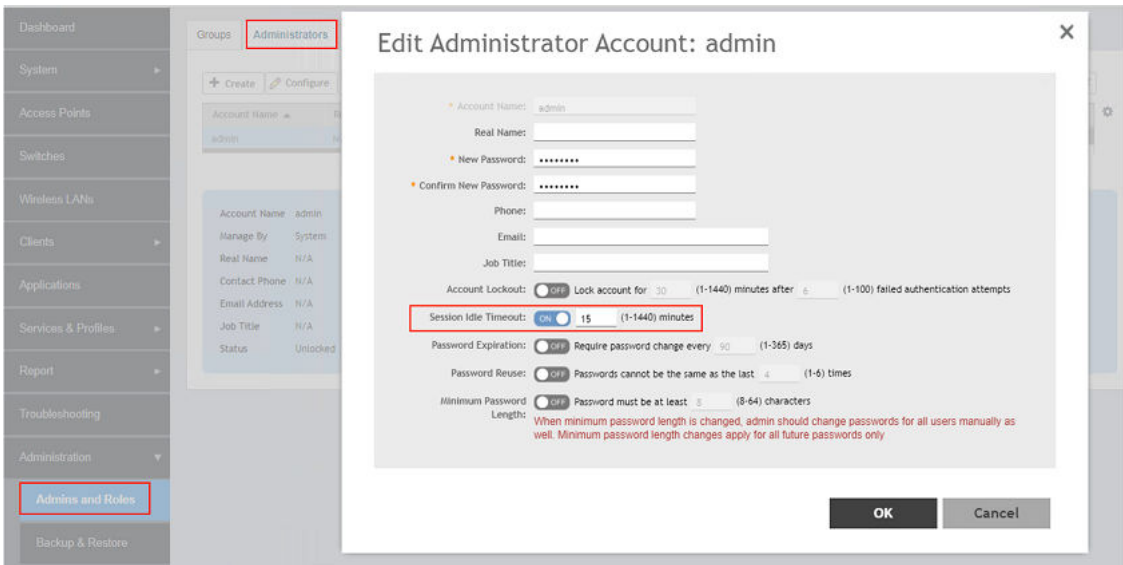 Dashboard
System
Access Points
Switches
Wireless LANs
Clients
Applications
Services & Profiles
Report
Troubleshooting
Administration
Admins and Roles
Backup & Restore
Groups
Administrators
Create
Configure
Account Name
admin
Account Name admin
Manage By System
Real Name N/A
Contact Phone N/A
Email Address N/A
Job Title N/A
Status Unlocked
Edit Administrator Account: admin
* Account Name: admin
Real Name:
* New Password: ••••••••
* Confirm New Password: ••••••••
Phone:
Email:
Job Title:
Account Lockout: OFF Lock account for 30 (1-1440) minutes after 6 (1-100) failed authentication attempts
Session Idle Timeout: ON 15 (1-1440) minutes
Password Expiration: OFF Require password change every 90 (1-365) days
Password Reuse: OFF Passwords cannot be the same as the last 4 (1-6) times
Minimum Password Length: OFF Password must be at least 8 (8-64) characters
When minimum password length is changed, admin should change passwords for all users manually as
well. Minimum password length changes apply for all future passwords only
OK
Cancel